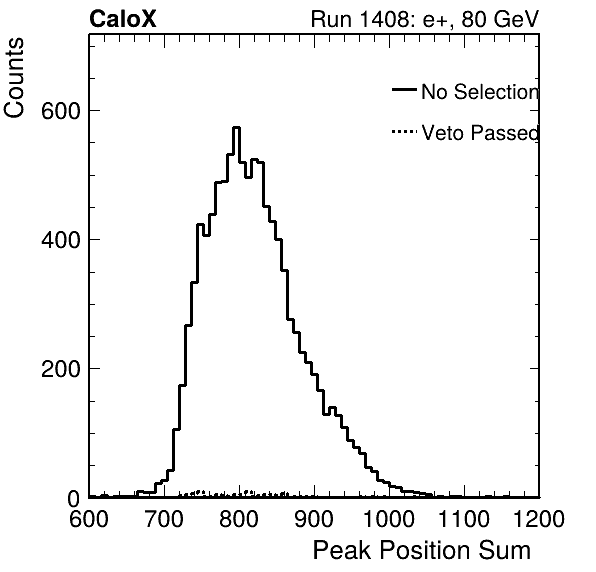 CaloX Run 1408: e+, 80 GeV
Counts
No Selection
Veto Passed
600
400
200
0
600 700 800 900 1000 1100 1200
Peak Position Sum